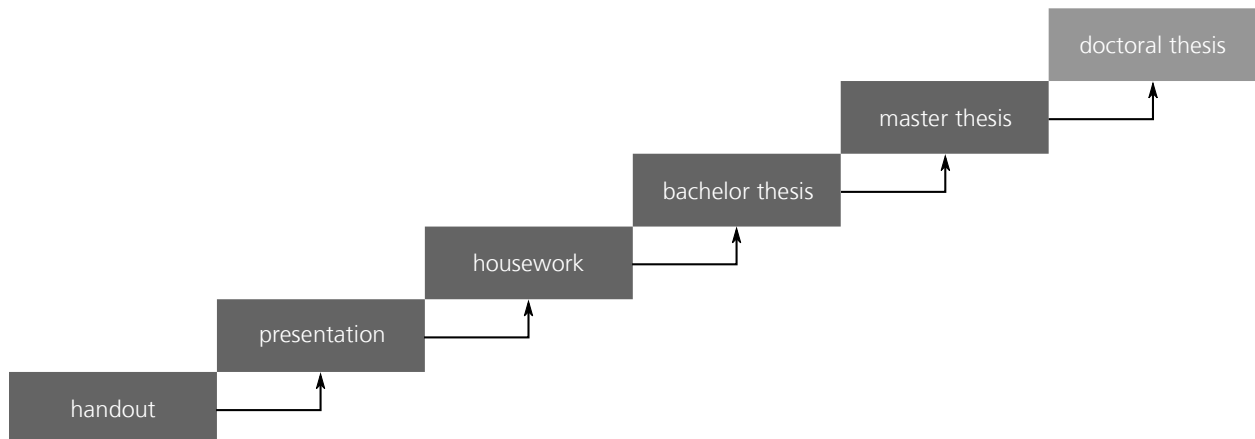 doctoral thesis
master thesis
bachelor thesis
housework
presentation
handout